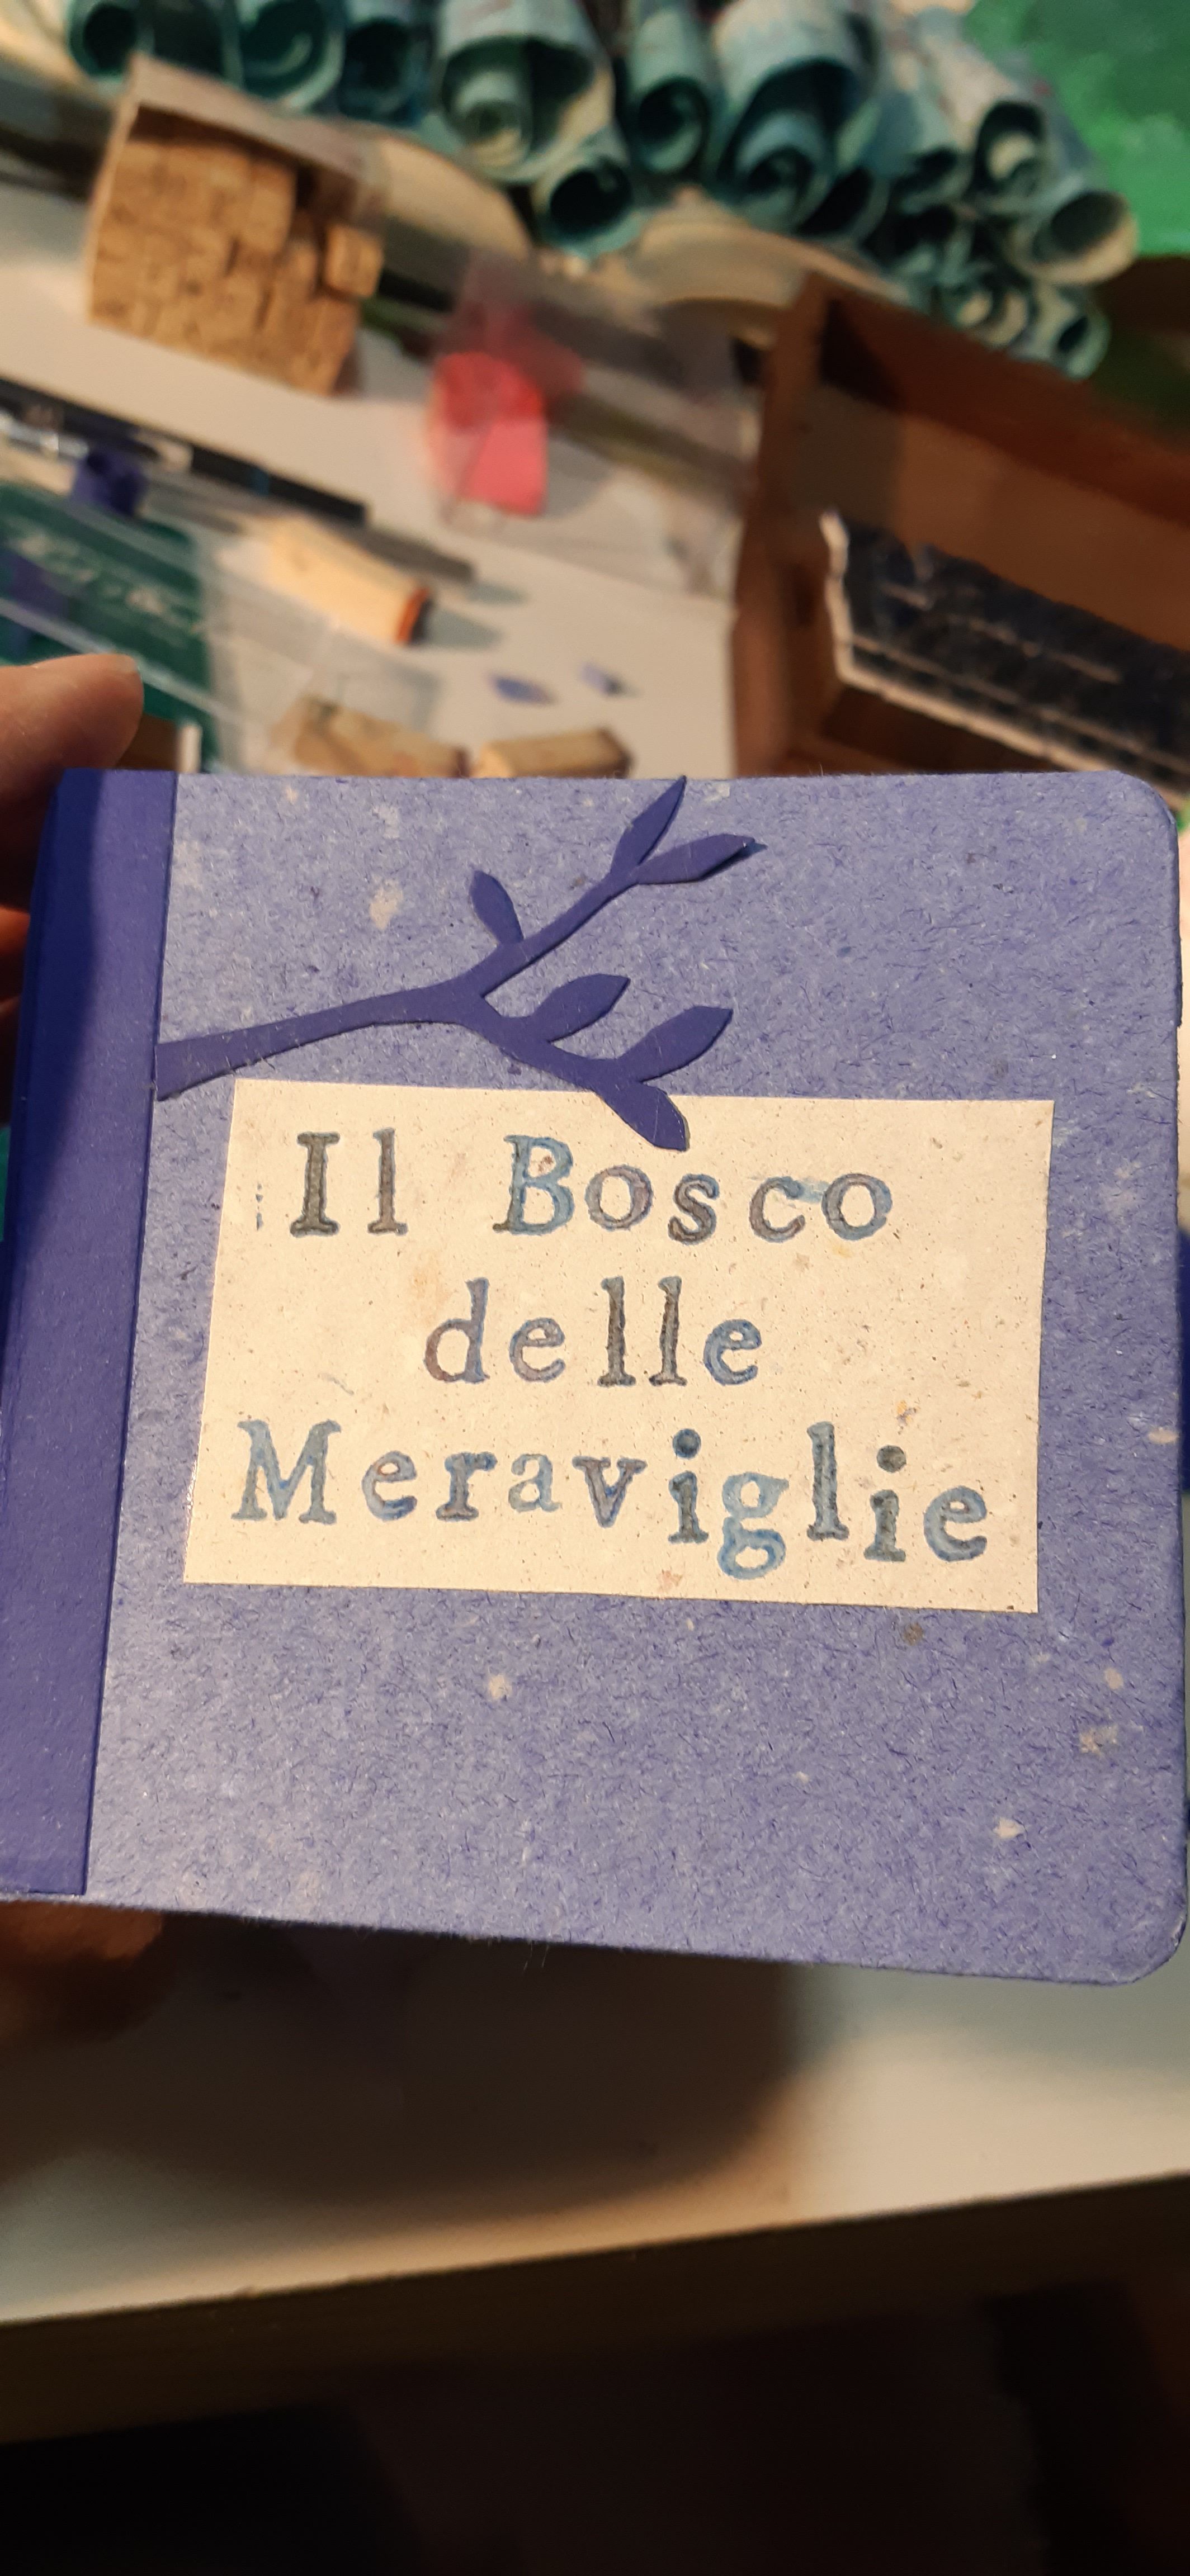 Il Bosco
delle
Meraviglie